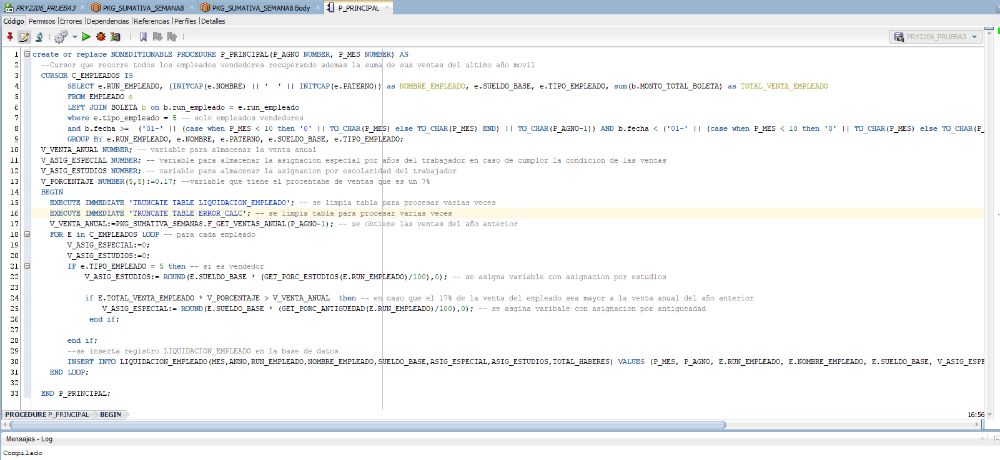 PRY2206_PRUEBA3 PKG_SUMATIVA_SEMANA8 PKG_SUMATIVA_SEMANA8 Body P_PRINCIPAL
Código Permisos Errores Dependencias Referencias Perfiles Detalles
PRY2206_PRUEBA3
1 create or replace NONEDITIONABLE PROCEDURE P_PRINCIPAL(P_AGNO NUMBER, P_MES NUMBER) AS
2 --Cursor que recorre todos los empleados vendedores recuperando ademas la suma de sus ventas del ultimo año movil
3 CURSOR C_EMPLEADOS IS
4 SELECT e.RUN_EMPLEADO, (INITCAP(e.NOMBRE) || '  ' || INITCAP(e.PATERNO)) as NOMBRE_EMPLEADO, e.SUELDO_BASE, e.TIPO_EMPLEADO, sum(b.MONTO_TOTAL_BOLETA) as TOTAL_VENTA_EMPLEADO
5 FROM EMPLEADO e
6 LEFT JOIN BOLETA b on b.run_empleado = e.run_empleado
7 where e.tipo_empleado = 5 -- solo empleados vendedores
8 and b.fecha >=  ('01-' || (case when P_MES < 10 then '0' || TO_CHAR(P_MES) else TO_CHAR(P_MES) END) || TO_CHAR(P_AGNO-1)) AND b.fecha < ('01-' || (case when P_MES < 10 then '0' || TO_CHAR(P_MES) else TO_CHAR(P_
9 GROUP BY e.RUN_EMPLEADO, e.NOMBRE, e.PATERNO, e.SUELDO_BASE, e.TIPO_EMPLEADO;
10 V_VENTA_ANUAL NUMBER; -- variable para almacenar la venta anual
11 V_ASIG_ESPECIAL NUMBER; -- variable para almacenar la asignacion especial por años del trabajador en caso de cumplor la condicion de las ventas
12 V_ASIG_ESTUDIOS NUMBER; -- variable para almacenar la asignacion por escolaridad del trabajador
13 V_PORCENTAJE NUMBER(5,5):=0.17; --variable que tiene el procentahe de ventas que es un 7%
14 BEGIN
15 EXECUTE IMMEDIATE 'TRUNCATE TABLE LIQUIDACION_EMPLEADO'; -- se limpia tabla para procesar varias veces
16 EXECUTE IMMEDIATE 'TRUNCATE TABLE ERROR_CALC'; -- se limpia tabla para procesar varias veces
17 V_VENTA_ANUAL:=PKG_SUMATIVA_SEMANA8.F_GET_VENTAS_ANUAL(P_AGNO-1); -- se obtiene las ventas del año anterior
18 FOR E in C_EMPLEADOS LOOP -- para cada empleado
19 V_ASIG_ESPECIAL:=0;
20 V_ASIG_ESTUDIOS:=0;
21 IF e.TIPO_EMPLEADO = 5 then -- si es vendedor
22 V_ASIG_ESTUDIOS:= ROUND(E.SUELDO_BASE * (GET_PORC_ESTUDIOS(E.RUN_EMPLEADO)/100),0); -- se asigna variable con asignacion por estudios
23
24 if E.TOTAL_VENTA_EMPLEADO * V_PORCENTAJE > V_VENTA_ANUAL  then -- en caso que el 17% de la venta del empleado sea mayor a la venta anual del año anterior
25 V_ASIG_ESPECIAL:= ROUND(E.SUELDO_BASE * (GET_PORC_ANTIGUEDAD(E.RUN_EMPLEADO)/100),0); -- se asgina varibale con asignacion por antigueadad
26 end if;
27
28 end if;
29 --se inserta registro LIQUIDACION_EMPLEADO en la base de datos
30 INSERT INTO LIQUIDACION_EMPLEADO(MES,ANNO,RUN_EMPLEADO,NOMBRE_EMPLEADO,SUELDO_BASE,ASIG_ESPECIAL,ASIG_ESTUDIOS,TOTAL_HABERES) VALUES (P_MES, P_AGNO, E.RUN_EMPLEADO, E.NOMBRE_EMPLEADO, E.SUELDO_BASE, V_ASIG_ESPE
31 END LOOP;
32
33 END P_PRINCIPAL;
PROCEDURE P_PRINCIPAL BEGIN 16:56
Mensajes - Log
Compilado